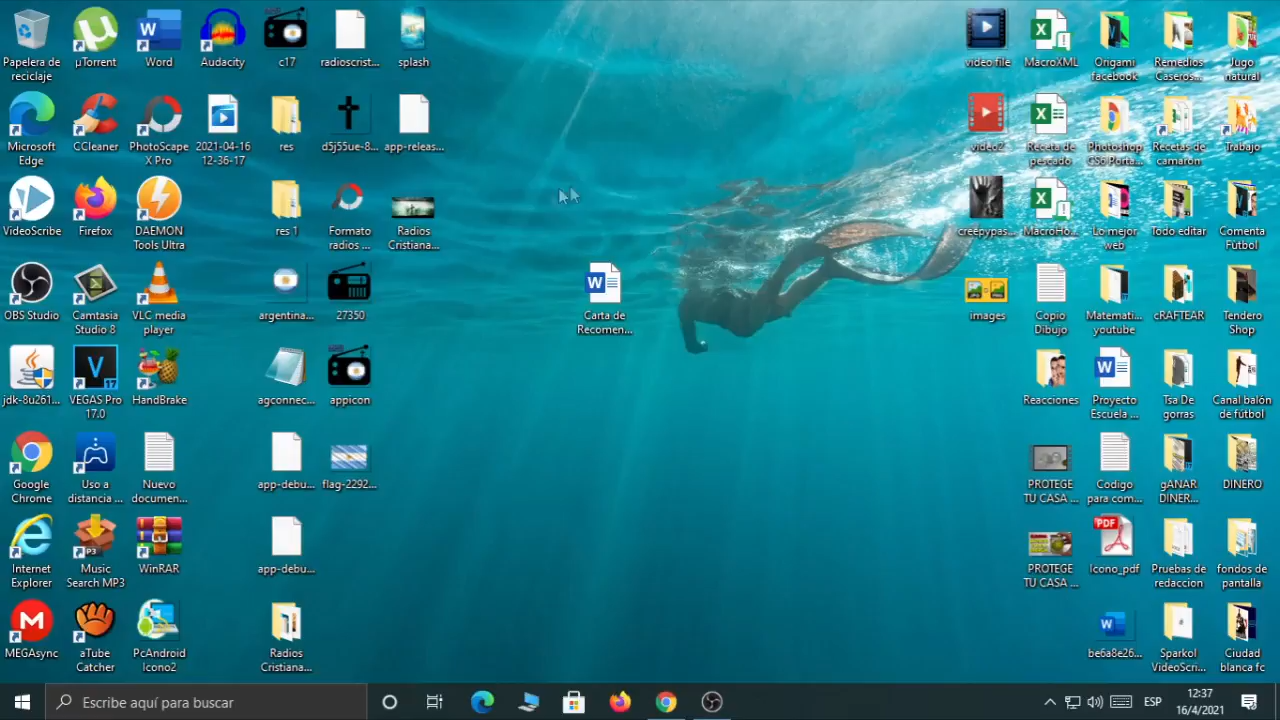 Papelera de
reciclaje
µTorrent
Word
Audacity
c17
radioscrist...
splash
video file
MacroXML
Origami
facebook
Remedios
Caseros...
Jugo
natural
Microsoft
Edge
CCleaner
PhotoScape
X Pro
2021-04-16
12-36-17
res
d5j55ue-8...
app-releas...
video2
Receta de
pescado
Photoshop
CS6 Porta...
Recetas de
camarón
Trabajo
VideoScribe
Firefox
DAEMON
Tools Ultra
res 1
Formato
radios ...
Radios
Cristiana...
creepypas...
MacroHo...
Lo mejor
web
Todo editar
Comenta
Fútbol
OBS Studio
Camtasia
Studio 8
VLC media
player
argentina...
27350
Carta de
Recomen...
images
Copio
Dibujo
Matemati...
youtube
cRAFTEAR
Tendero
Shop
jdk-8u261...
VEGAS Pro
17.0
HandBrake
agconnec...
appicon
Reacciones
Proyecto
Escuela ...
Tsa De
gorras
Canal balón
de fútbol
Google
Chrome
Uso a
distancia ...
Nuevo
documen...
app-debu...
flag-2292...
PROTEGE
TU CASA ...
Codigo
para com...
gANAR
DINER...
DINERO
Internet
Explorer
Music
Search MP3
WinRAR
app-debu...
PROTEGE
TU CASA ...
Icono_pdf
Pruebas de
redaccion
fondos de
pantalla
MEGAsync
aTube
Catcher
PcAndroid
Icono2
Radios
Cristiana...
be6a8e26...
Sparkol
VideoScri...
Ciudad
blanca fc
Escribe aquí para buscar
ESP
12:37
16/4/2021